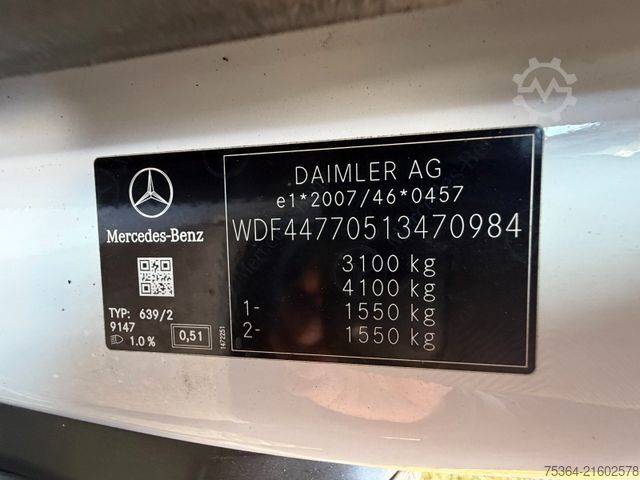 DAIMLER AG
e1*2007/46*0457
WDF44770513470984
3100 kg
4100 kg
1- 1550 kg
2- 1550 kg
Mercedes-Benz
TYP: 639/2
9147
1.0 %
0,51
1472251
75364-21602578